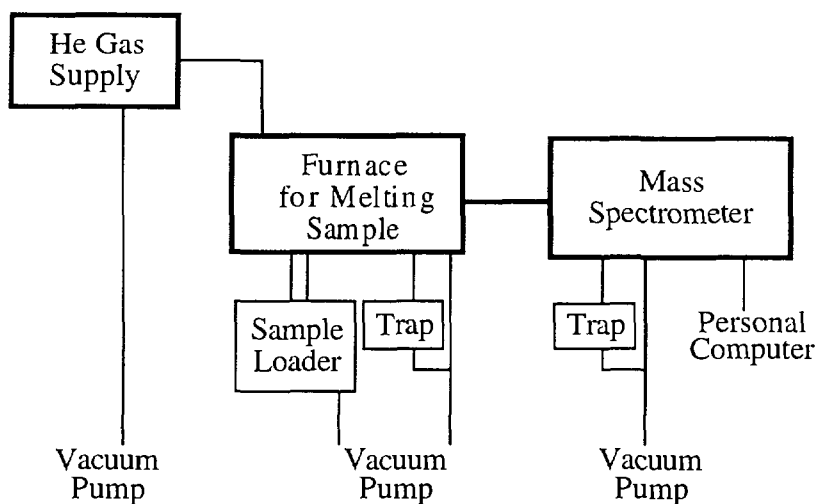 He Gas
Supply
Furnace
for Melting
Sample
Mass
Spectrometer
Sample
Loader
Trap
Trap
Personal
Computer
Vacuum
Pump
Vacuum
Pump
Vacuum
Pump